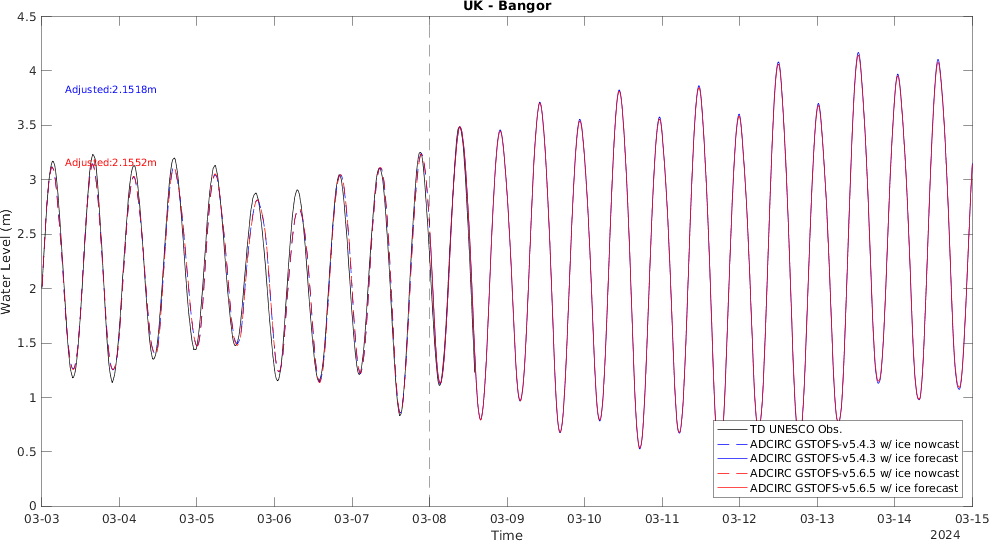 UK - Bangor
4.5
4
3.5
3
2.5
2
1.5
1
0.5
0
Water Level (m)
Adjusted:2.1518m
Adjusted:2.1552m
TD UNESCO Obs.
ADCIRC GSTOFS-v5.4.3 w/ ice nowcast
ADCIRC GSTOFS-v5.4.3 w/ ice forecast
ADCIRC GSTOFS-v5.6.5 w/ ice nowcast
ADCIRC GSTOFS-v5.6.5 w/ ice forecast
03-03 03-04 03-05 03-06 03-07 03-08 03-09 03-10 03-11 03-12 03-13 03-14 03-15
Time
2024